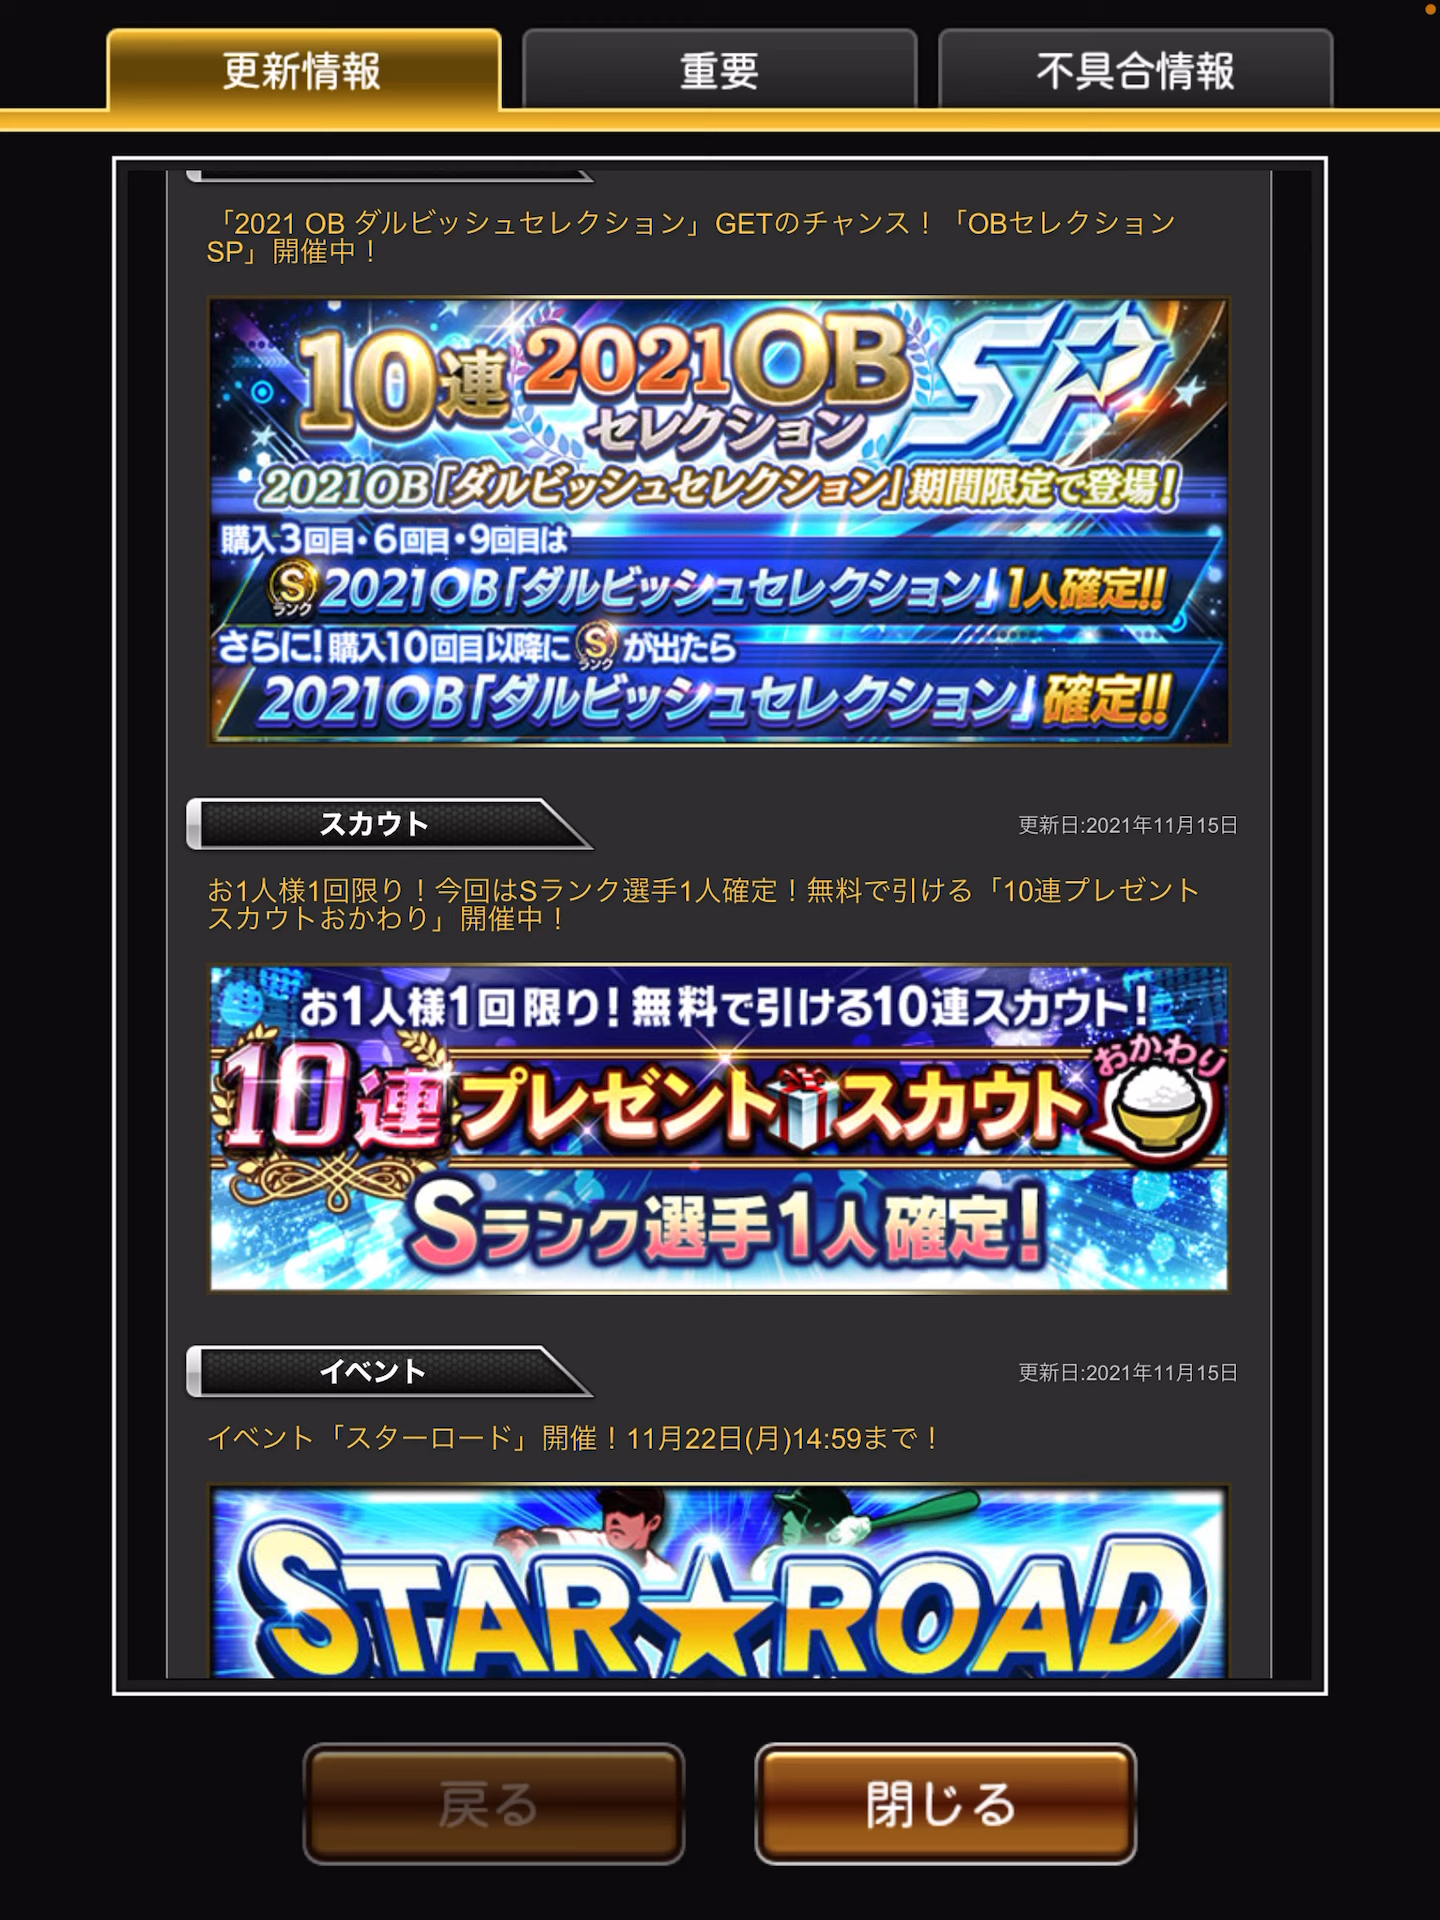 更新情報
重要
不具合情報
「2021 OB ダルビッシュセレクション」GETのチャンス！「OBセレクション
SP」開催中！
10連 2021OB セレクション SP
2021OB「ダルビッシュセレクション」期間限定で登場！
購入3回目・6回目・9回目は
Sランク 2021OB「ダルビッシュセレクション」1人確定!!
さらに！購入10回目以降にSランクが出たら
2021OB「ダルビッシュセレクション」確定!!
スカウト
更新日:2021年11月15日
お1人様1回限り！今回はSランク選手1人確定！無料で引ける「10連プレゼント
スカウトおかわり」開催中！
お1人様1回限り！無料で引ける10連スカウト！
10連プレゼントスカウト おかわり
Sランク選手1人確定！
イベント
更新日:2021年11月15日
イベント「スターロード」開催！11月22日(月)14:59まで！
STAR★ROAD
戻る
閉じる